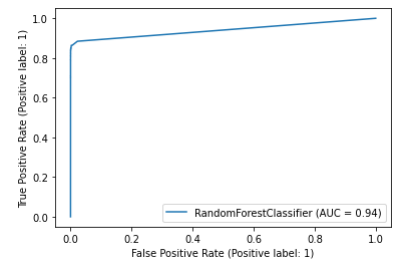 1.0
0.8
0.6
0.4
0.2
0.0
True Positive Rate (Positive label: 1)
RandomForestClassifier (AUC = 0.94)
0.0 0.2 0.4 0.6 0.8 1.0
False Positive Rate (Positive label: 1)